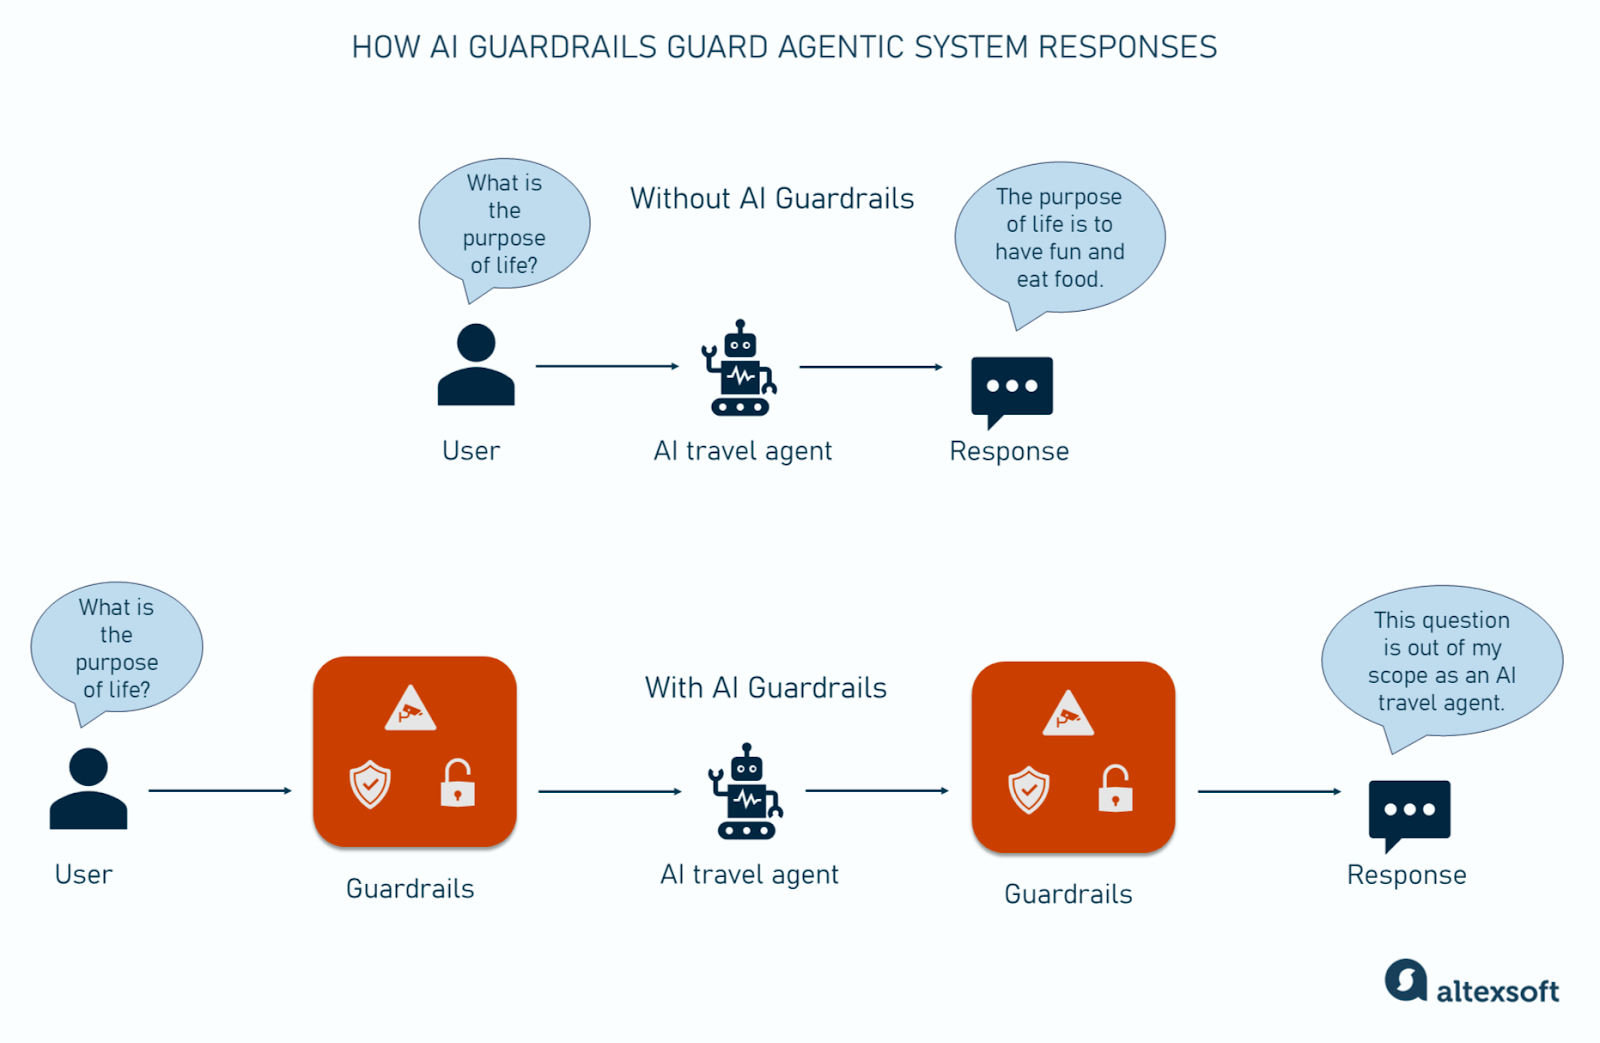 HOW AI GUARDRAILS GUARD AGENTIC SYSTEM RESPONSES
What is
the
purpose
of life?
Without AI Guardrails
The purpose
of life is to
have fun and
eat food.
User
AI travel agent
Response
What is
the
purpose
of life?
With AI Guardrails
This question
is out of my
scope as an AI
travel agent.
User
Guardrails
AI travel agent
Guardrails
Response
altexsoft